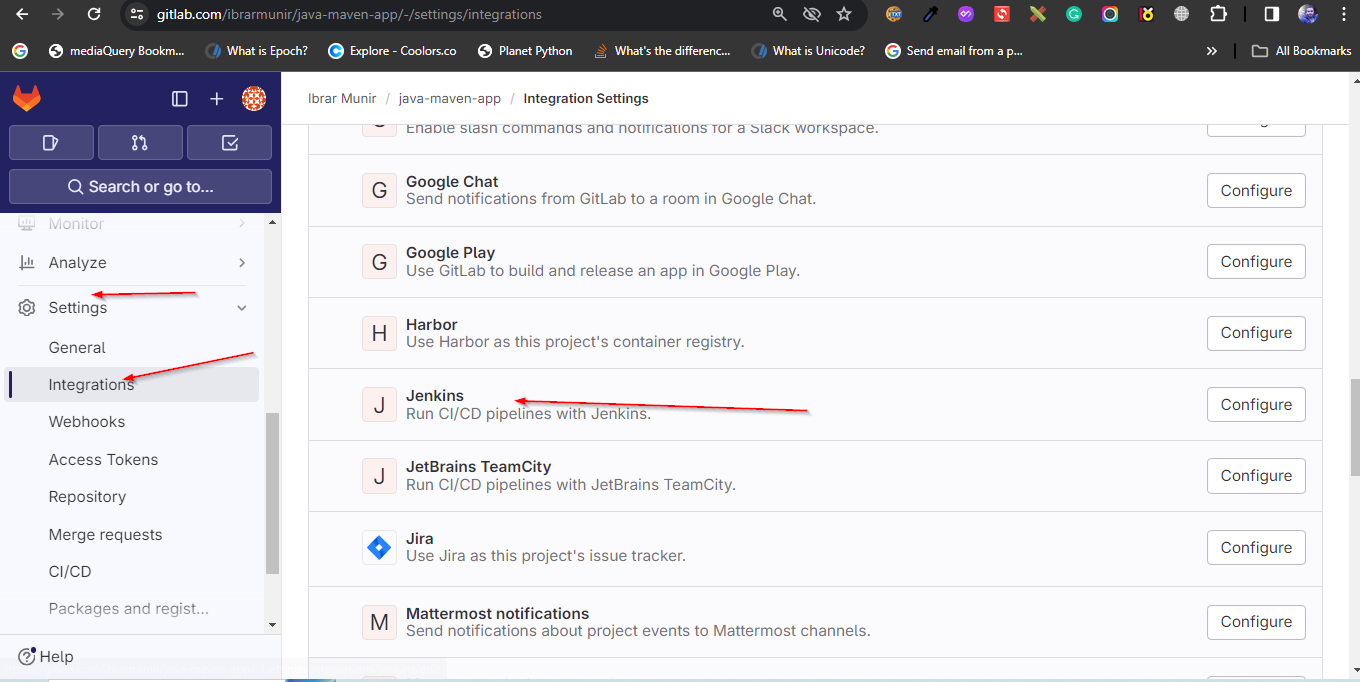 gitlab.com/ibrarmunir/java-maven-app/-/settings/integrations
mediaQuery Bookm...
What is Epoch?
Explore - Coolors.co
Planet Python
What's the differenc...
What is Unicode?
Send email from a p...
»
All Bookmarks
Ibrar Munir / java-maven-app / Integration Settings
Search or go to...
Monitor
Analyze
Settings
General
Integrations
Webhooks
Access Tokens
Repository
Merge requests
CI/CD
Packages and regist...
Help
Enable slash commands and notifications for a Slack workspace.
G
Google Chat
Send notifications from GitLab to a room in Google Chat.
Configure
G
Google Play
Use GitLab to build and release an app in Google Play.
Configure
H
Harbor
Use Harbor as this project's container registry.
Configure
J
Jenkins
Run CI/CD pipelines with Jenkins.
Configure
J
JetBrains TeamCity
Run CI/CD pipelines with JetBrains TeamCity.
Configure
Jira
Use Jira as this project's issue tracker.
Configure
M
Mattermost notifications
Send notifications about project events to Mattermost channels.
Configure